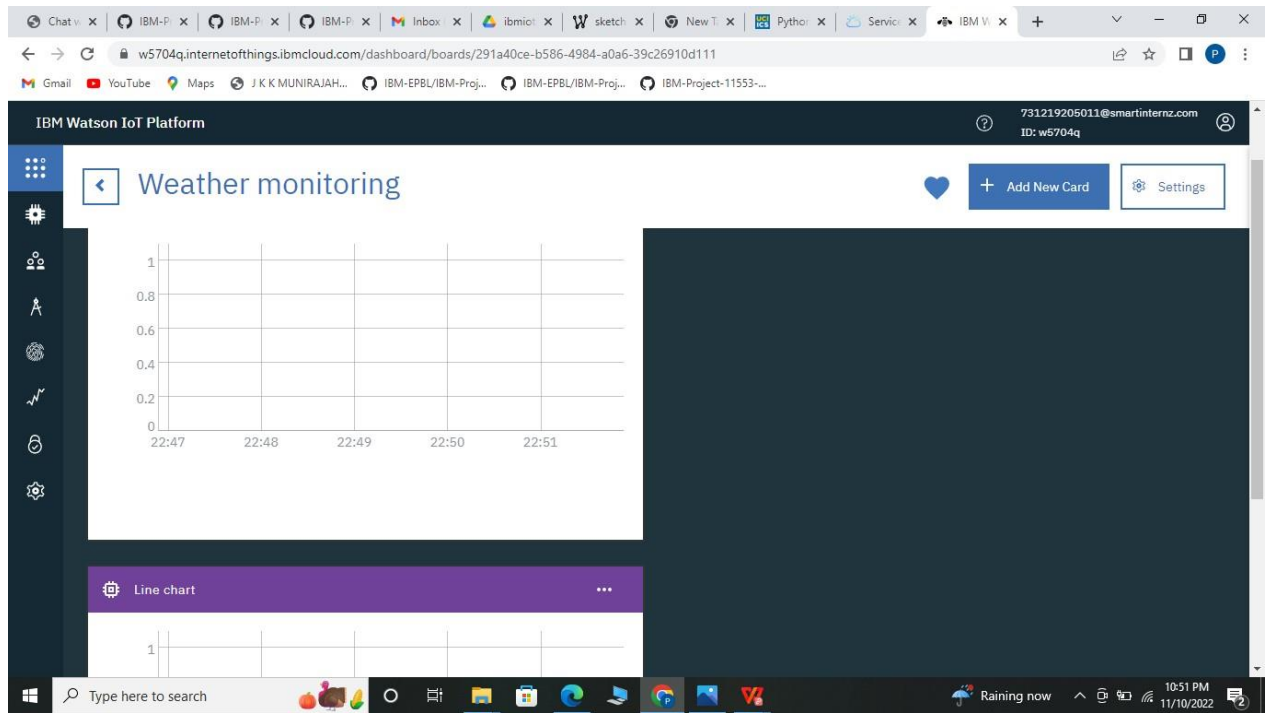 Chat w IBM-P IBM-P IBM-P Inbox ibmiot sketch New T Python UCI ICS Service IBM W
w5704q.internetofthings.ibmcloud.com/dashboard/boards/291a40ce-b586-4984-a0a6-39c26910d111
Gmail YouTube Maps J K K MUNIRAJAH... IBM-EPBL/IBM-Proj... IBM-EPBL/IBM-Proj... IBM-Project-11553-...
IBM Watson IoT Platform
731219205011@smartinternz.com
ID: w5704q
Weather monitoring
+ Add New Card
Settings
1
0.8
0.6
0.4
0.2
0
22:47 22:48 22:49 22:50 22:51
Line chart
1
Type here to search
Raining now
10:51 PM
11/10/2022
2